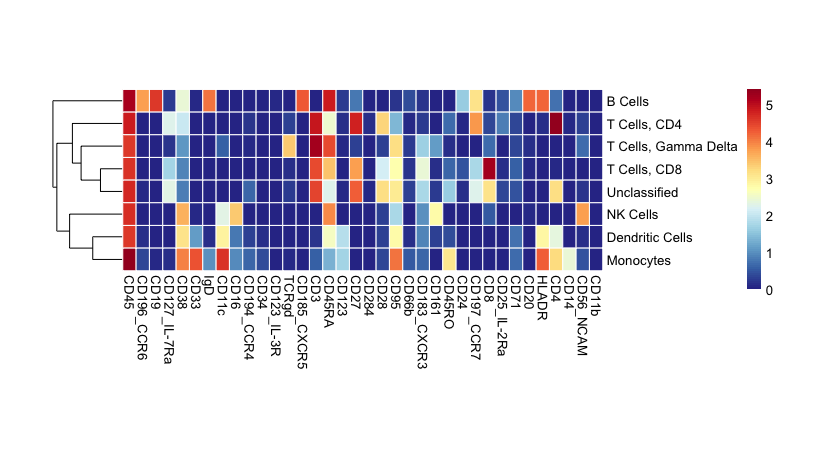 B Cells
T Cells, CD4
T Cells, Gamma Delta
T Cells, CD8
Unclassified
NK Cells
Dendritic Cells
Monocytes
5
4
3
2
1
0
CD45
CD196_CCR6
CD19
CD127_IL-7Ra
CD38
CD33
IgD
CD11c
CD16
CD194_CCR4
CD34
CD123_IL-3R
TCRgd
CD185_CXCR5
CD3
CD45RA
CD123
CD27
CD284
CD28
CD95
CD66b
CD183_CXCR3
CD161
CD45RO
CD24
CD197_CCR7
CD8
CD25_IL-2Ra
CD71
CD20
HLADR
CD4
CD14
CD56_NCAM
CD11b